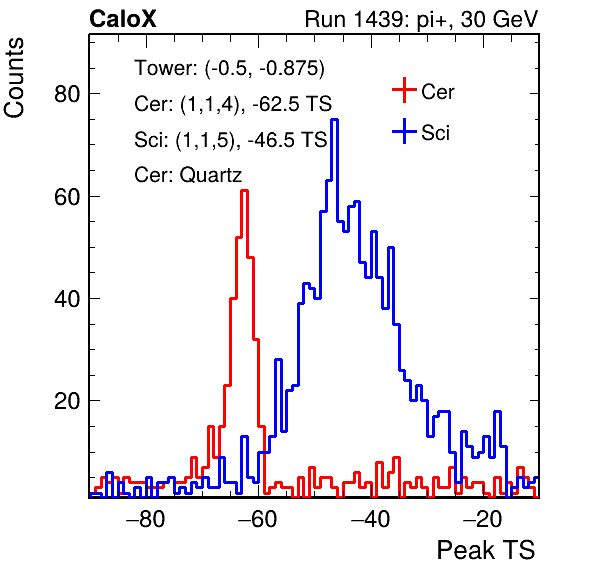 CaloX Run 1439: pi+, 30 GeV
Counts
Tower: (-0.5, -0.875)
Cer: (1,1,4), -62.5 TS
Sci: (1,1,5), -46.5 TS
Cer: Quartz
Cer
Sci
80
60
40
20
−80 −60 −40 −20
Peak TS